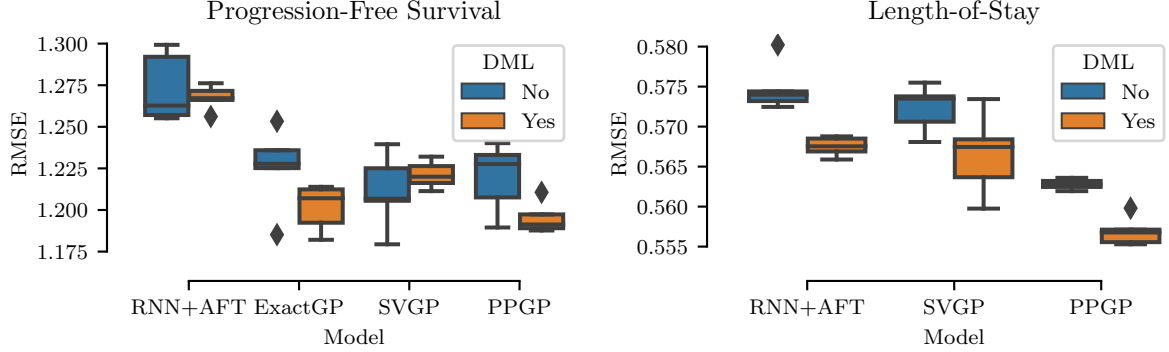 Progression-Free Survival
RMSE
1.300
1.275
1.250
1.225
1.200
1.175
DML
No
Yes
RNN+AFT ExactGP SVGP PPGP
Model
Length-of-Stay
RMSE
0.580
0.575
0.570
0.565
0.560
0.555
DML
No
Yes
RNN+AFT SVGP PPGP
Model